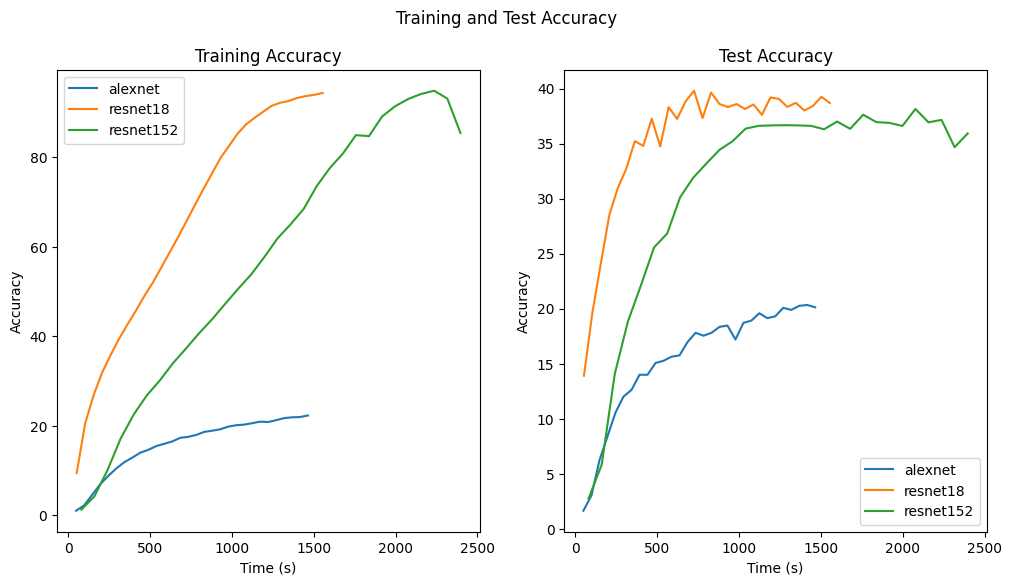 Training and Test Accuracy
Training Accuracy
alexnet
resnet18
resnet152
Accuracy
80
60
40
20
0
0 500 1000 1500 2000 2500
Time (s)
Test Accuracy
Accuracy
40
35
30
25
20
15
10
5
0
alexnet
resnet18
resnet152
0 500 1000 1500 2000 2500
Time (s)